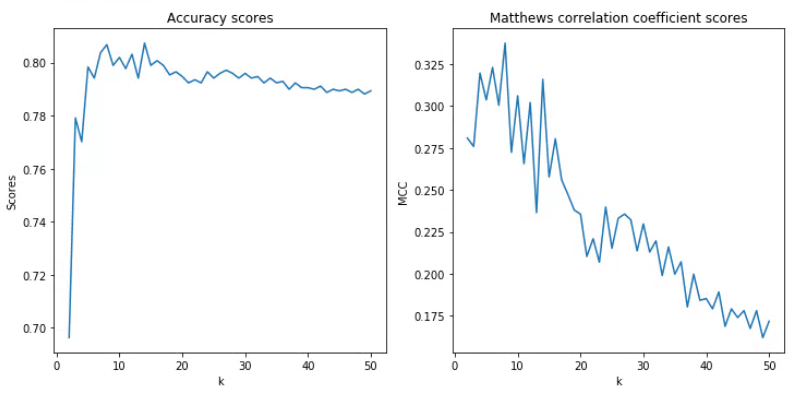 Accuracy scores
Scores
0.80
0.78
0.76
0.74
0.72
0.70
0 10 20 30 40 50
k
Matthews correlation coefficient scores
MCC
0.325
0.300
0.275
0.250
0.225
0.200
0.175
0 10 20 30 40 50
k